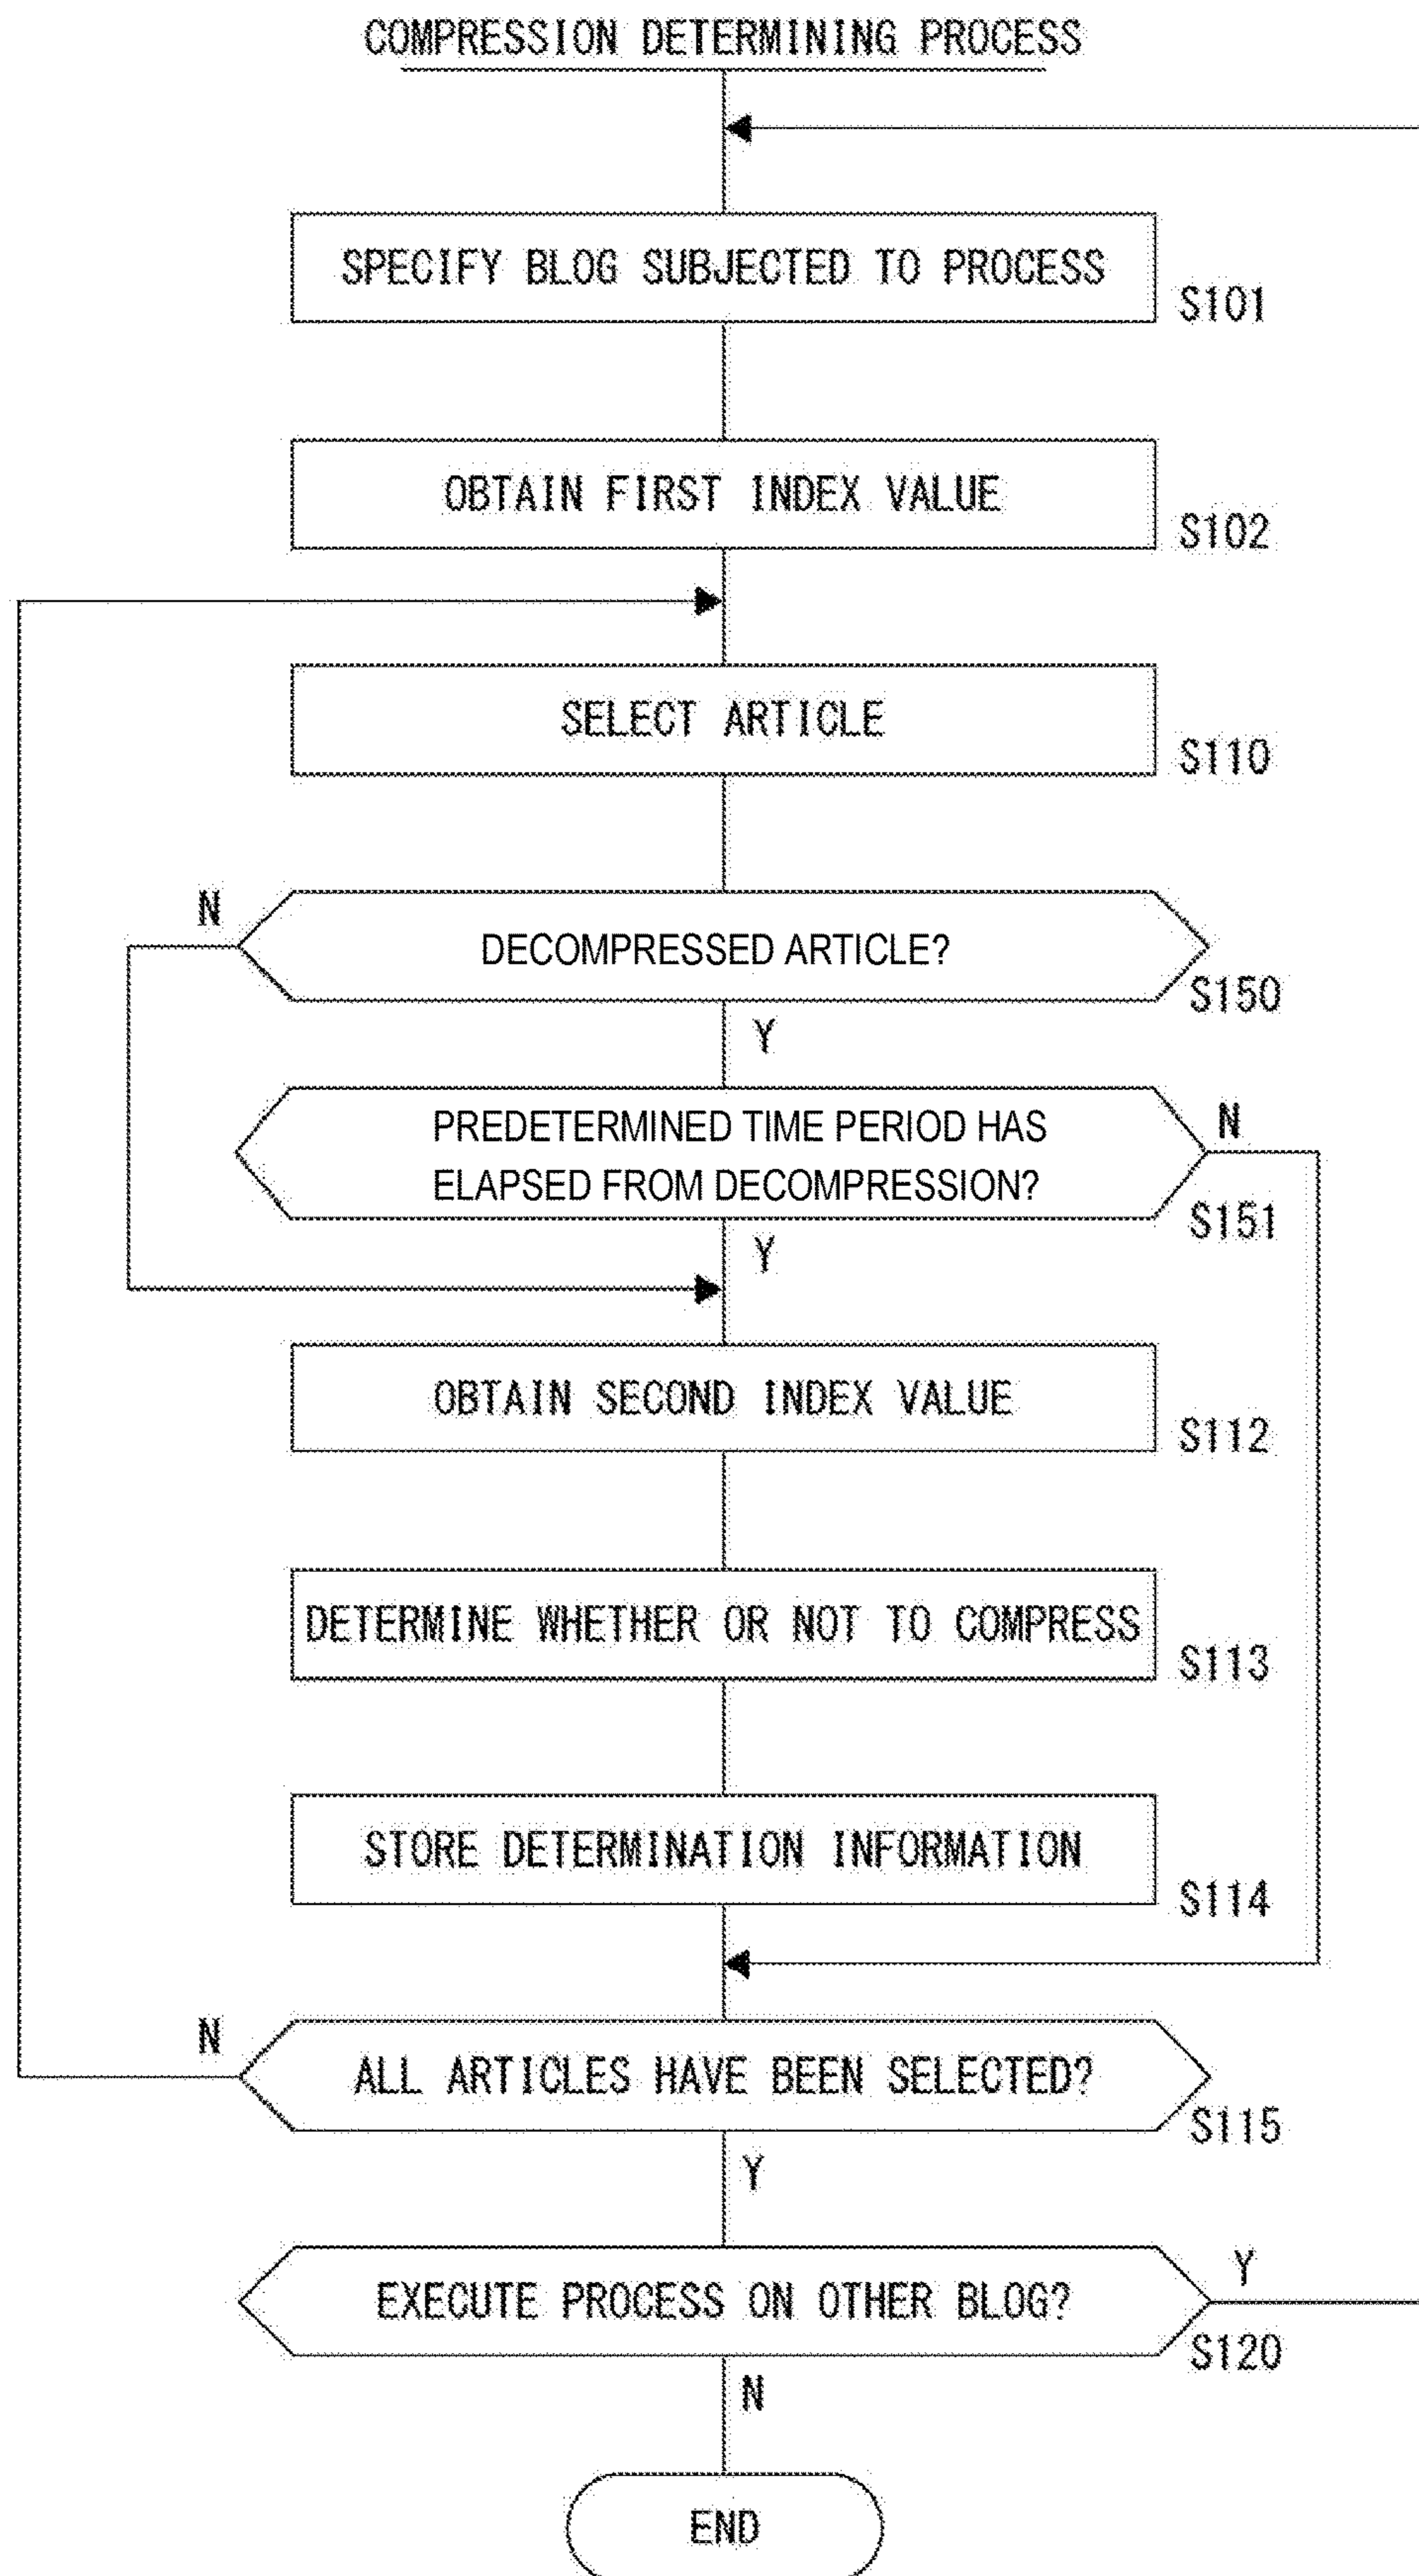 COMPRESSION DETERMINING PROCESS
SPECIFY BLOG SUBJECTED TO PROCESS
S101
OBTAIN FIRST INDEX VALUE
S102
SELECT ARTICLE
S110
N
DECOMPRESSED ARTICLE?
S150
Y
PREDETERMINED TIME PERIOD HAS
ELAPSED FROM DECOMPRESSION?
N
S151
Y
OBTAIN SECOND INDEX VALUE
S112
DETERMINE WHETHER OR NOT TO COMPRESS
S113
STORE DETERMINATION INFORMATION
S114
N
ALL ARTICLES HAVE BEEN SELECTED?
S115
Y
EXECUTE PROCESS ON OTHER BLOG?
Y
S120
N
END